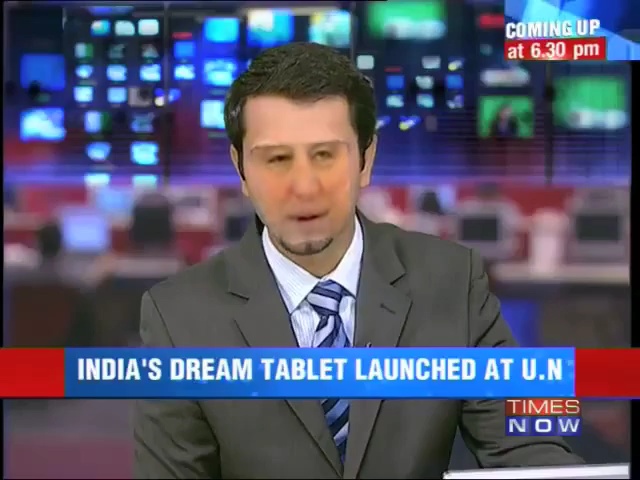 COMING UP
at 6.30 pm
INDIA'S DREAM TABLET LAUNCHED AT U.N
TIMES
NOW